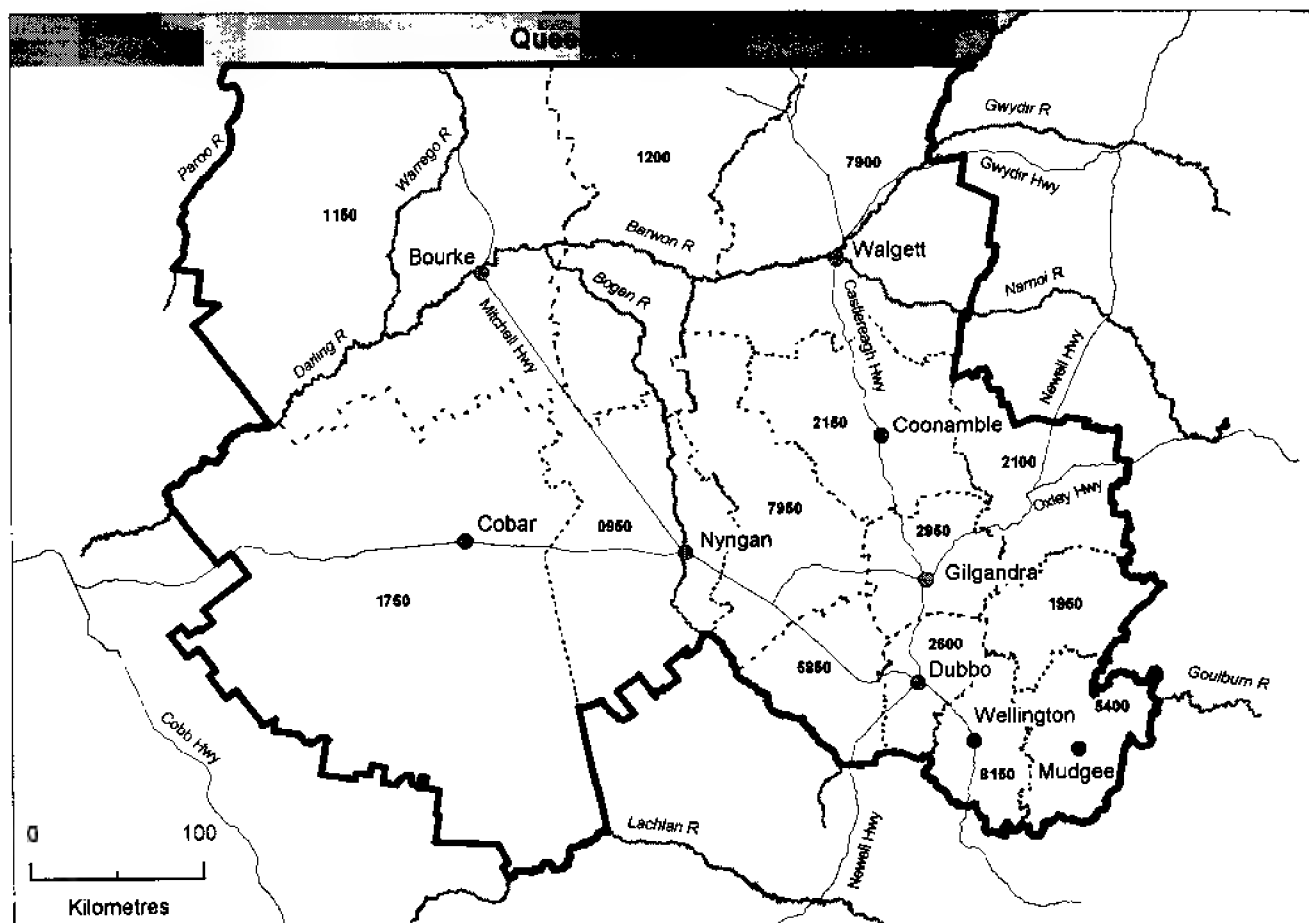 Quee
Gwydir R
Paroo R
Warrego R
1200
7900
Gwydir Hwy
1150
Barwon R
Bourke
Walgett
Bogan R
Namoi R
Mitchell Hwy
Castlereagh Hwy
Darling R
Newell Hwy
2150
Coonamble
2100
Oxley Hwy
7950
2950
Cobar
0950
Nyngan
Gilgandra
1750
1950
2600
5850
Dubbo
Goulburn R
5400
Wellington
Cobb Hwy
8150
Mudgee
0 100
Lachlan R
Newell Hwy
Kilometres